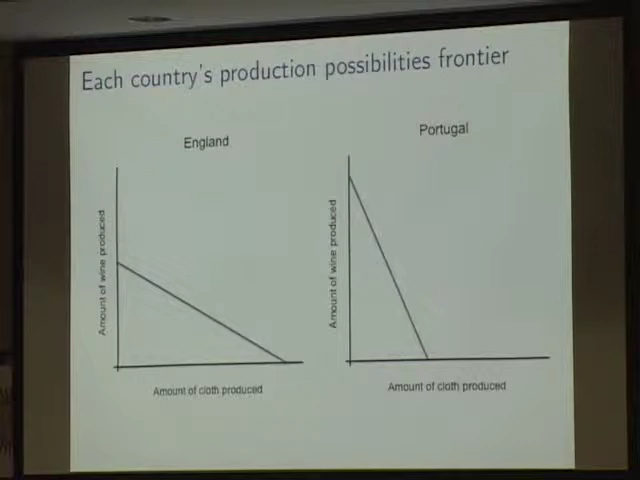 Each country's production possibilities frontier
England
Portugal
Amount of wine produced
Amount of wine produced
Amount of cloth produced
Amount of cloth produced